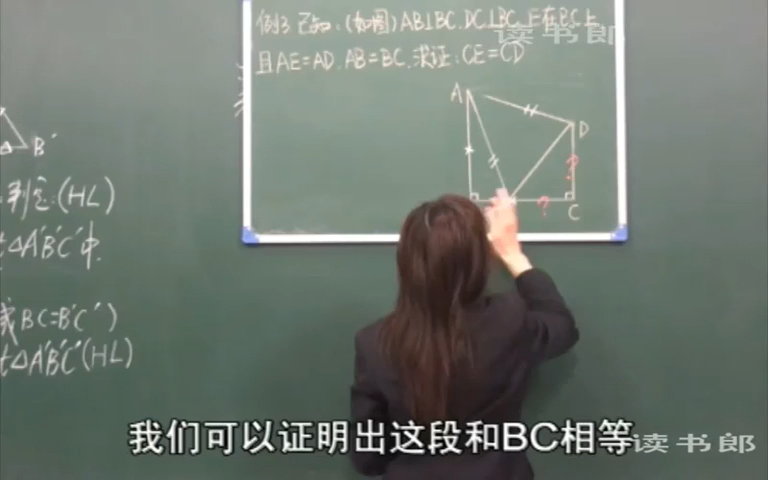 例3 已知:(如图)AB⊥BC.DC⊥BC.E在BC上
且AE=AD.AB=BC.求证:CE=CD
读书郎
A
D
?
?
C
B'
判定:(HL)
△A'B'C'中.
或BC=B'C')
△A'B'C'(HL)
我们可以证明出这段和BC相等
读书郎